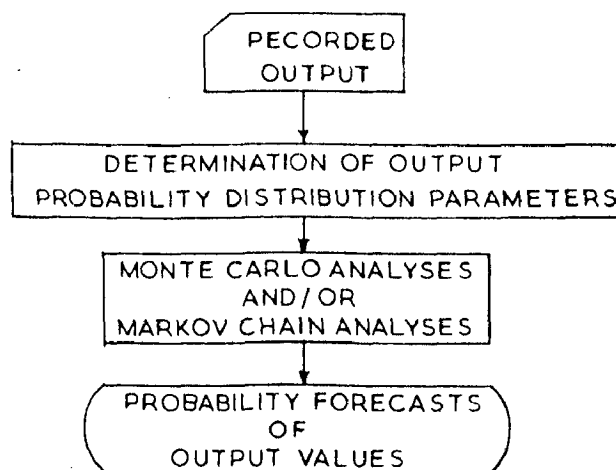 PECORDED
OUTPUT
DETERMINATION OF OUTPUT
PROBABILITY DISTRIBUTION PARAMETERS
MONTE CARLO ANALYSES
AND/OR
MARKOV CHAIN ANALYSES
PROBABILITY FORECASTS
OF
OUTPUT VALUES